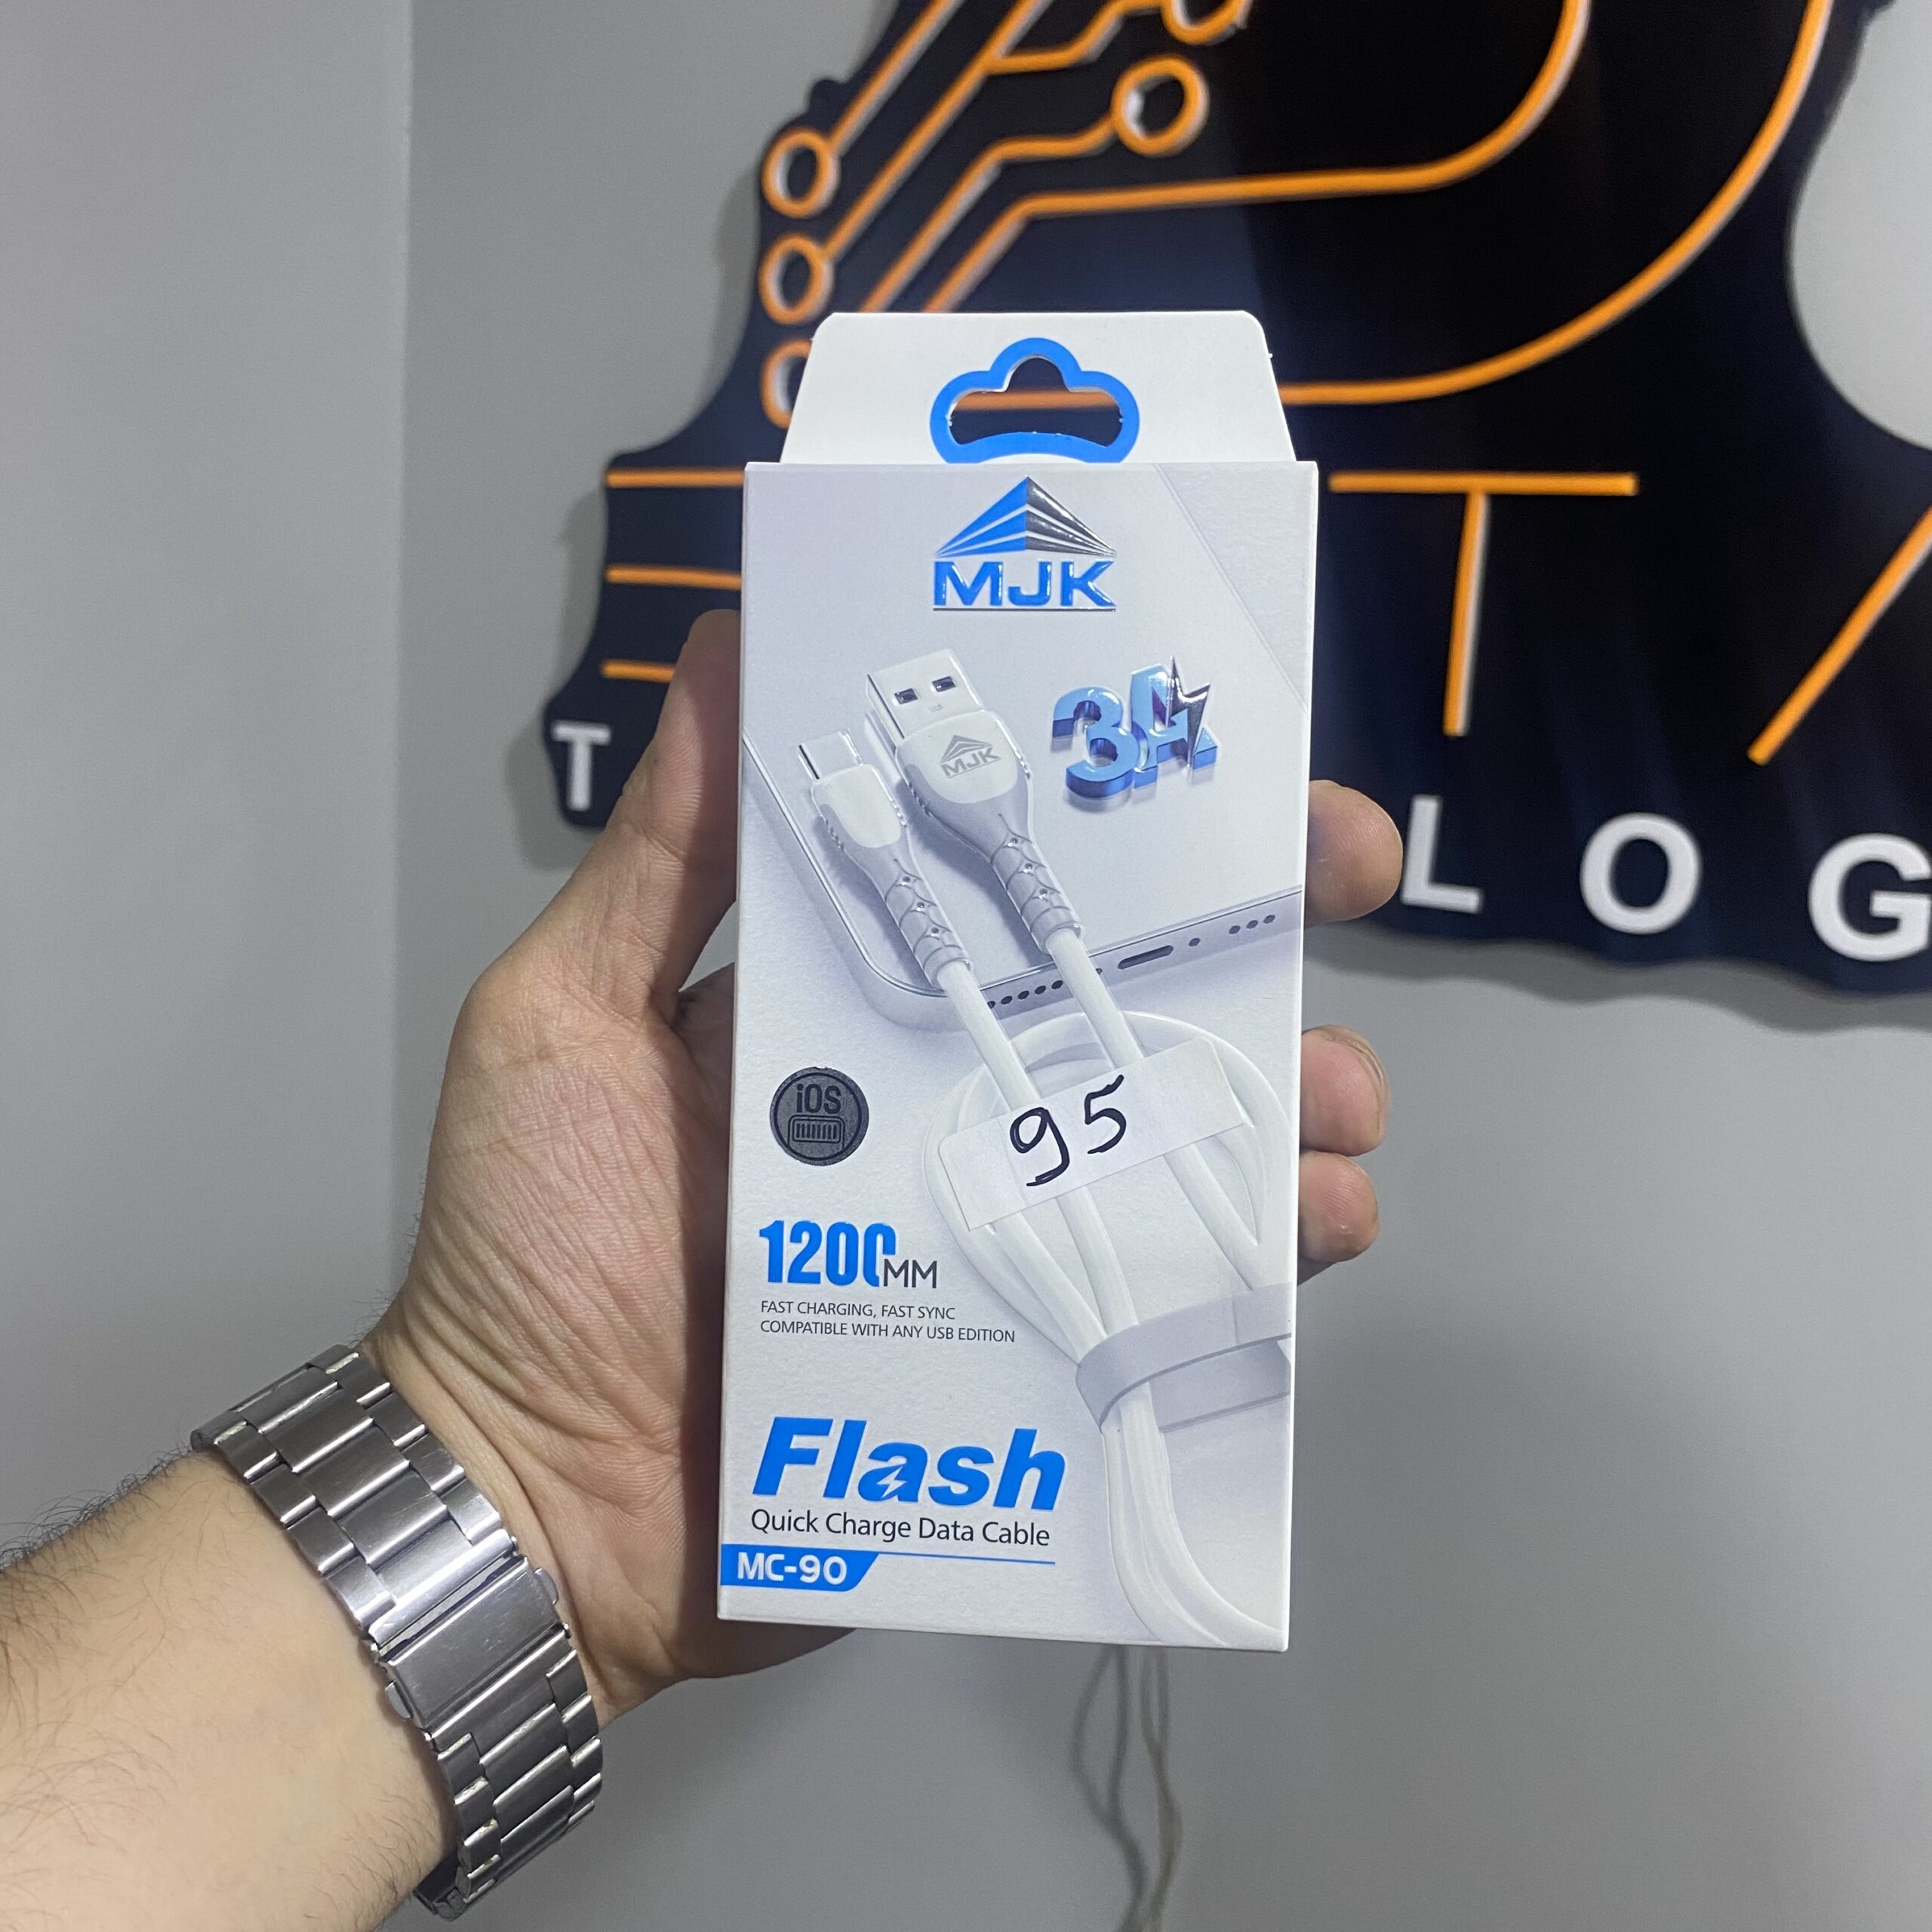 MJK
3A
MJK
iOS
95
1200MM
FAST CHARGING, FAST SYNC
COMPATIBLE WITH ANY USB EDITION
Flash
Quick Charge Data Cable
MC-90
T
T
LOG